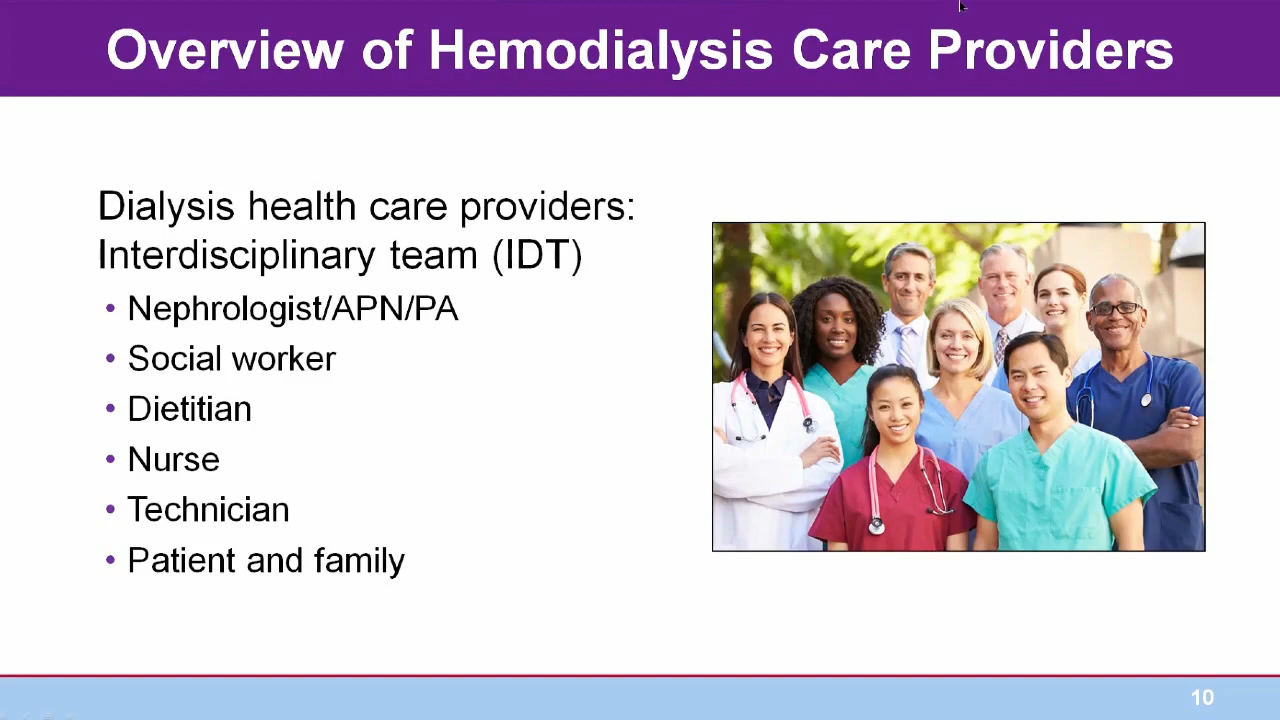 Overview of Hemodialysis Care Providers
Dialysis health care providers:
Interdisciplinary team (IDT)
• Nephrologist/APN/PA
• Social worker
• Dietitian
• Nurse
• Technician
• Patient and family
10